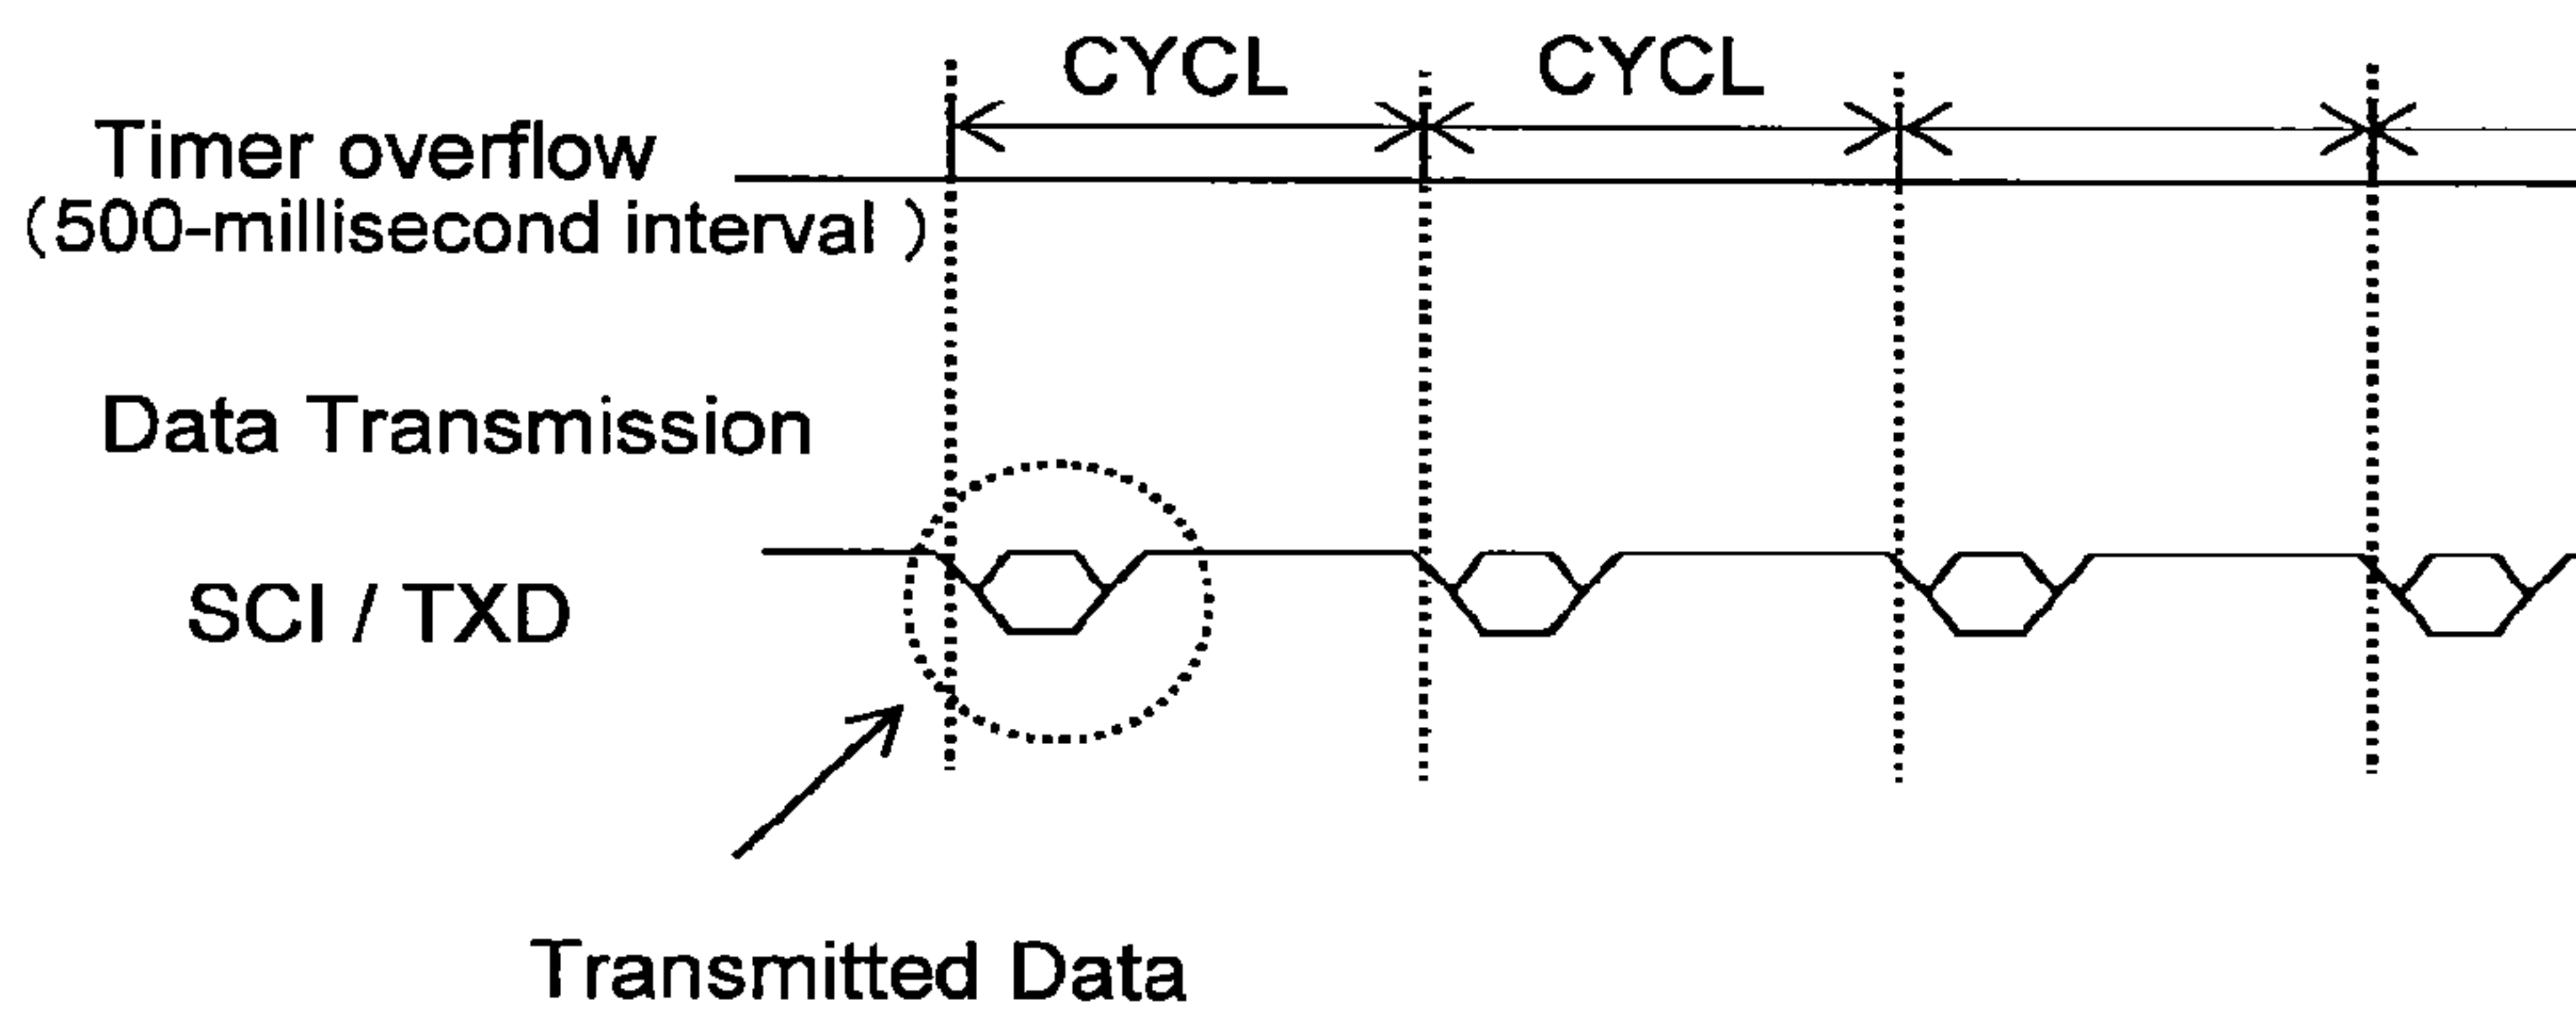 CYCL CYCL
Timer overflow
(500-millisecond interval )
Data Transmission
SCI / TXD
Transmitted Data